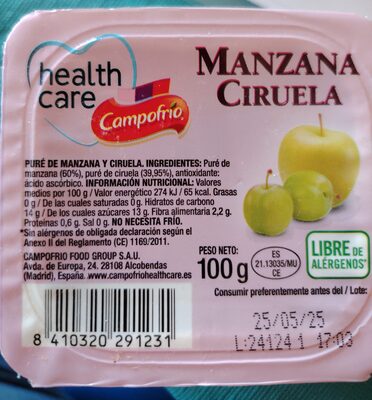 health
care
Campofrío
MANZANA
CIRUELA
PURÉ DE MANZANA Y CIRUELA. INGREDIENTES: Puré de
manzana (60%), puré de ciruela (39,95%), antioxidante:
ácido ascórbico. INFORMACIÓN NUTRICIONAL: Valores
medios por 100 g / Valor energético 274 kJ / 65 kcal. Grasas
0 g / De las cuales saturadas 0 g. Hidratos de carbono
14 g / De los cuales azúcares 13 g. Fibra alimentaria 2,2 g.
Proteínas 0,6 g. Sal 0 g. NO NECESITA FRÍO.
*Sin alérgenos de obligada declaración según el
Anexo II del Reglamento (CE) 1169/2011.
CAMPOFRIO FOOD GROUP S.A.U.
Avda. de Europa, 24. 28108 Alcobendas
(Madrid), España. www.campofriohealthcare.es
PESO NETO:
100 g
ES
21.13035/MU
CE
LIBRE DE
ALÉRGENOS*
Consumir preferentemente antes del / Lote:
25/05/25
L:24124 1 17:03
8 410320 291231